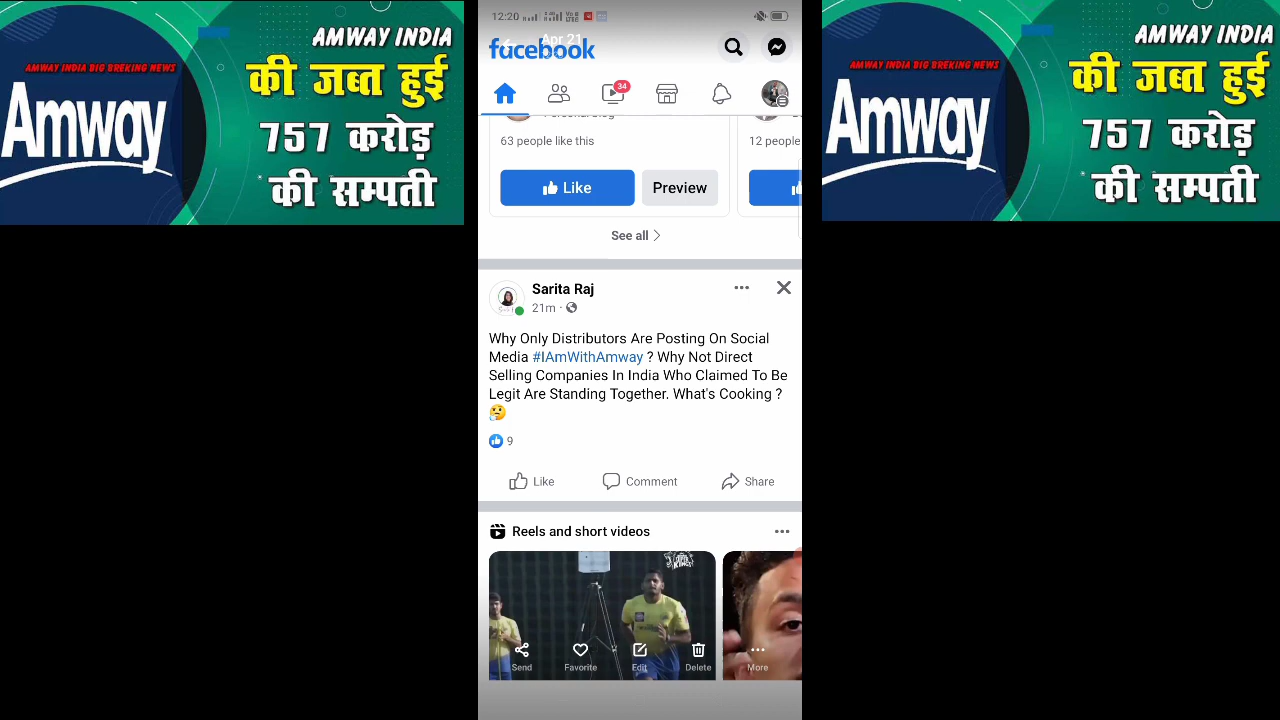 AMWAY INDIA
AMWAY INDIA BIG BREKING NEWS
Amway
की जब्त हुई
757 करोड़
की सम्पती
12:20
Apr 21
facebook
34
63 people like this
12 people
Like
Preview
See all
Sarita Raj
21m
Why Only Distributors Are Posting On Social
Media #IAmWithAmway ? Why Not Direct
Selling Companies In India Who Claimed To Be
Legit Are Standing Together. What's Cooking ?
🤔
9
Like
Comment
Share
Reels and short videos
KINGS
Send
Favorite
Edit
Delete
More
AMWAY INDIA
AMWAY INDIA BIG BREKING NEWS
Amway
की जब्त हुई
757 करोड़
की सम्पती